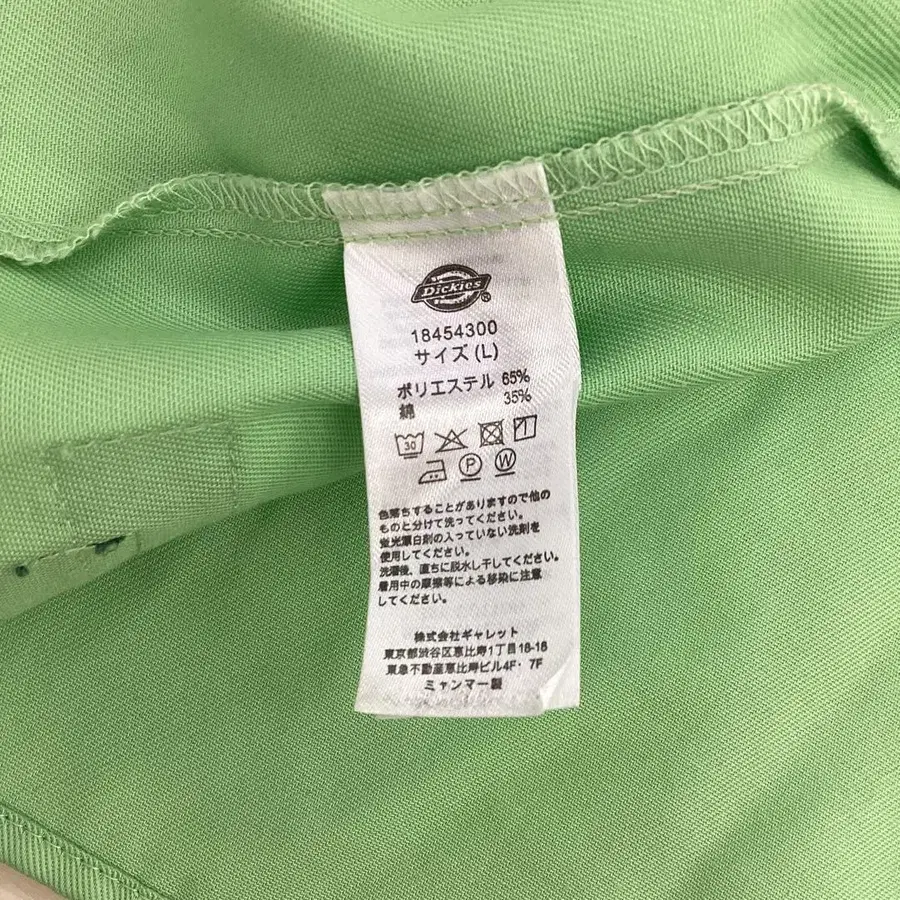 Dickies
18454300
サイズ(L)
ポリエステル 65%
綿 35%
30
P W
色落ちすることがありますので他の
ものと分けて洗ってください。
蛍光漂白剤の入っていない洗剤を
使用してください。
洗濯後、直ちに脱水し干してください。
着用中の摩擦等による移染に注意
してください。
株式会社ギャレット
東京都渋谷区恵比寿1丁目18-18
東急不動産恵比寿ビル4F・7F
ミャンマー製